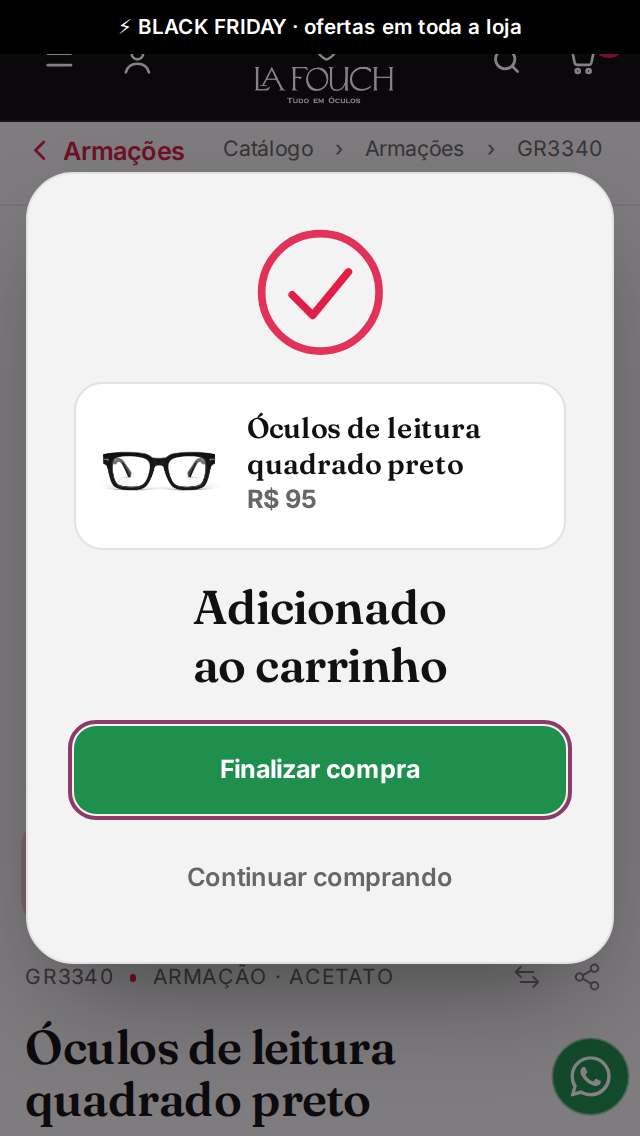 ⚡ BLACK FRIDAY · ofertas em toda a loja
LA FOUCH
TUDO EM ÓCULOS
Armações Catálogo › Armações › GR3340
Óculos de leitura
quadrado preto
R$ 95
Adicionado
ao carrinho
Finalizar compra
Continuar comprando
GR3340 • ARMAÇÃO · ACETATO
Óculos de leitura
quadrado preto